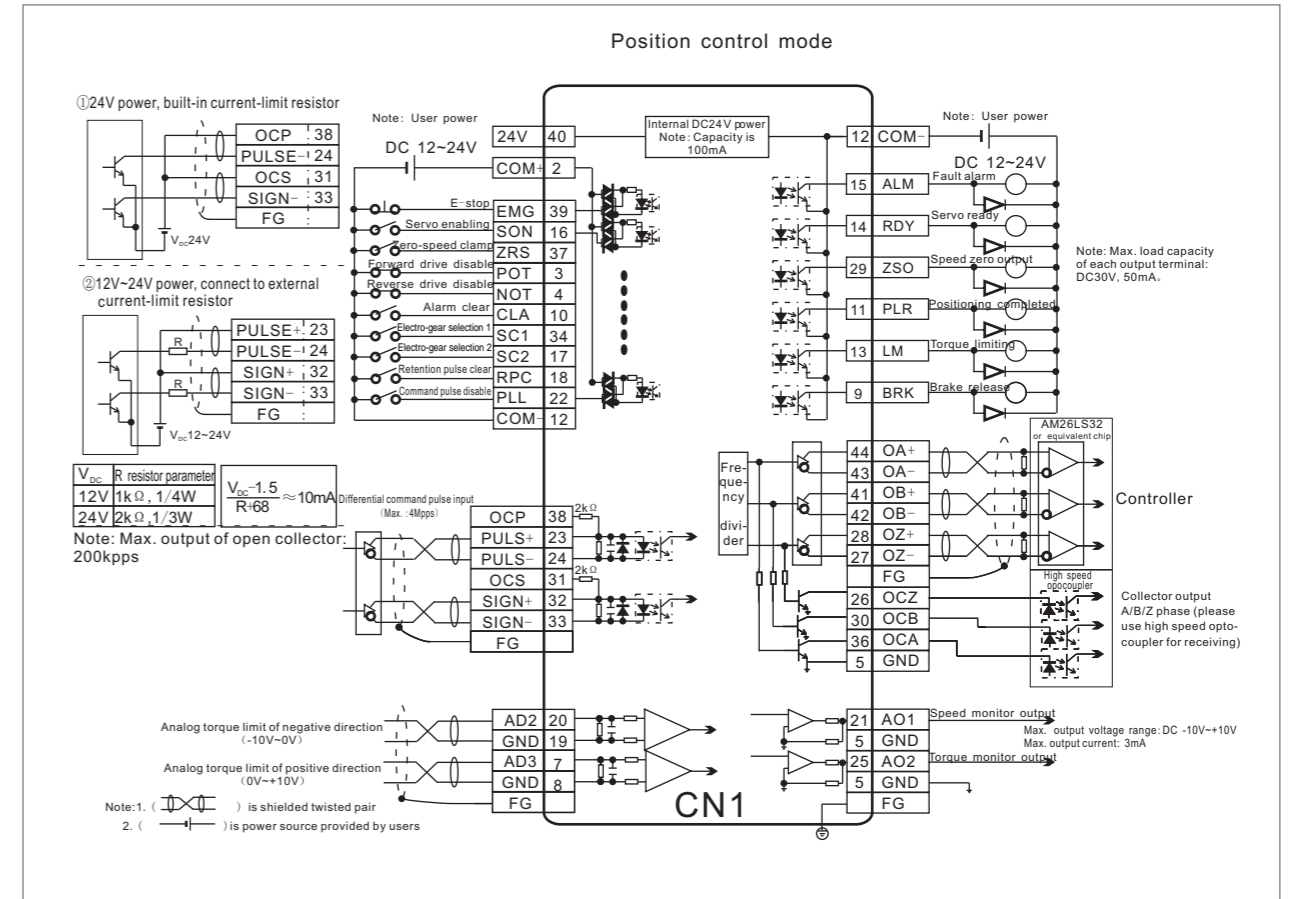 Position control mode
①24V power, built-in current-limit resistor
OCP 38
PULSE- 24
OCS 31
SIGN- 33
FG
VDC24V
②12V~24V power, connect to external
current-limit resistor
R
R
PULSE+ 23
PULSE- 24
SIGN+ 32
SIGN- 33
FG
VDC12~24V
VDC R resistor parameter
12V 1kΩ, 1/4W
24V 2kΩ,1/3W
VDC-1.5
R+68
≈10mA
Note: Max. output of open collector:
200kpps
Note: User power
DC 12~24V
24V 40
COM+ 2
E-stop EMG 39
Servo enabling SON 16
Zero-speed clamp ZRS 37
Forward drive disable POT 3
Reverse drive disable NOT 4
Alarm clear CLA 10
Electro-gear selection 1 SC1 34
Electro-gear selection 2 SC2 17
Retention pulse clear RPC 18
Command pulse disable PLL 22
COM- 12
Internal DC24V power
Note: Capacity is
100mA
Differential command pulse input
(Max. :4Mpps)
OCP 38 2kΩ
PULS+ 23
PULS- 24
OCS 31 2kΩ
SIGN+ 32
SIGN- 33
FG
Analog torque limit of negative direction
(-10V~0V)
AD2 20
GND 19
Analog torque limit of positive direction
(0V~+10V)
AD3 7
GND 8
FG
Note:1. ( ) is shielded twisted pair
2. ( )is power source provided by users
CN1
12 COM-
Note: User power
DC 12~24V
15 ALM Fault alarm
14 RDY Servo ready
29 ZSO Speed zero output
11 PLR Positioning completed
13 LM Torque limiting
9 BRK Brake release
Note: Max. load capacity
of each output terminal:
DC30V, 50mA。
Fre-
que-
ncy
divi-
der
44 OA+
43 OA-
41 OB+
42 OB-
28 OZ+
27 OZ-
FG
26 OCZ
30 OCB
36 OCA
5 GND
AM26LS32
or equivalent chip
Controller
High speed
opocoupler
Collector output
A/B/Z phase (please
use high speed opto-
coupler for receiving)
21 AO1 Speed monitor output
5 GND
25 AO2 Torque monitor output
5 GND
FG
Max. output voltage range:DC -10V~+10V
Max. output current: 3mA